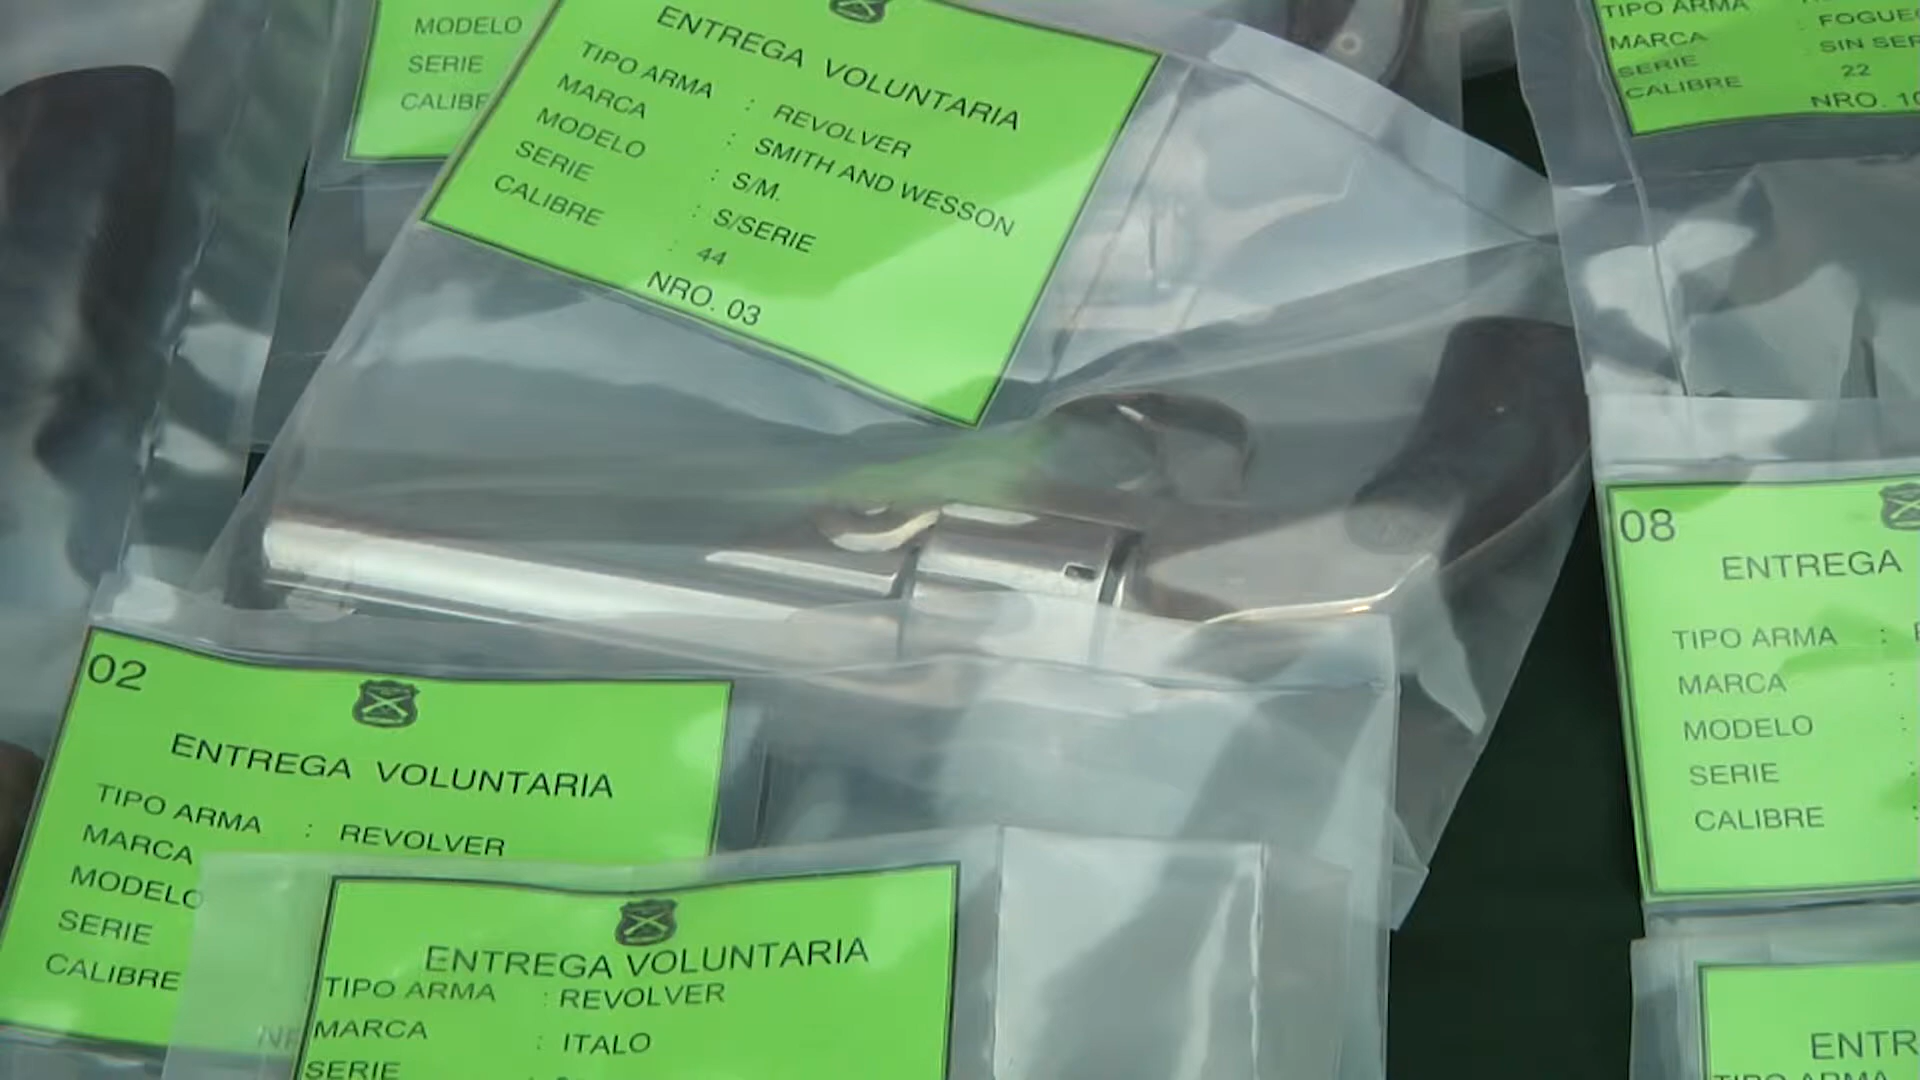 MODELO
SERIE
ENTREGA VOLUNTARIA
TIPO ARMA : REVOLVER
MARCA : SMITH AND WESSON
MODELO : S/M.
SERIE : S/SERIE
CALIBRE : 44
NRO. 03
TIPO ARMA
MARCA
SERIE
CALIBRE 22
02
ENTREGA VOLUNTARIA
TIPO ARMA : REVOLVER
MARCA
MODELO
SERIE
CALIBRE
ENTREGA VOLUNTARIA
TIPO ARMA : REVOLVER
MARCA : ITALO
SERIE
08
ENTREGA
TIPO ARMA :
MARCA :
MODELO :
SERIE :
CALIBRE :